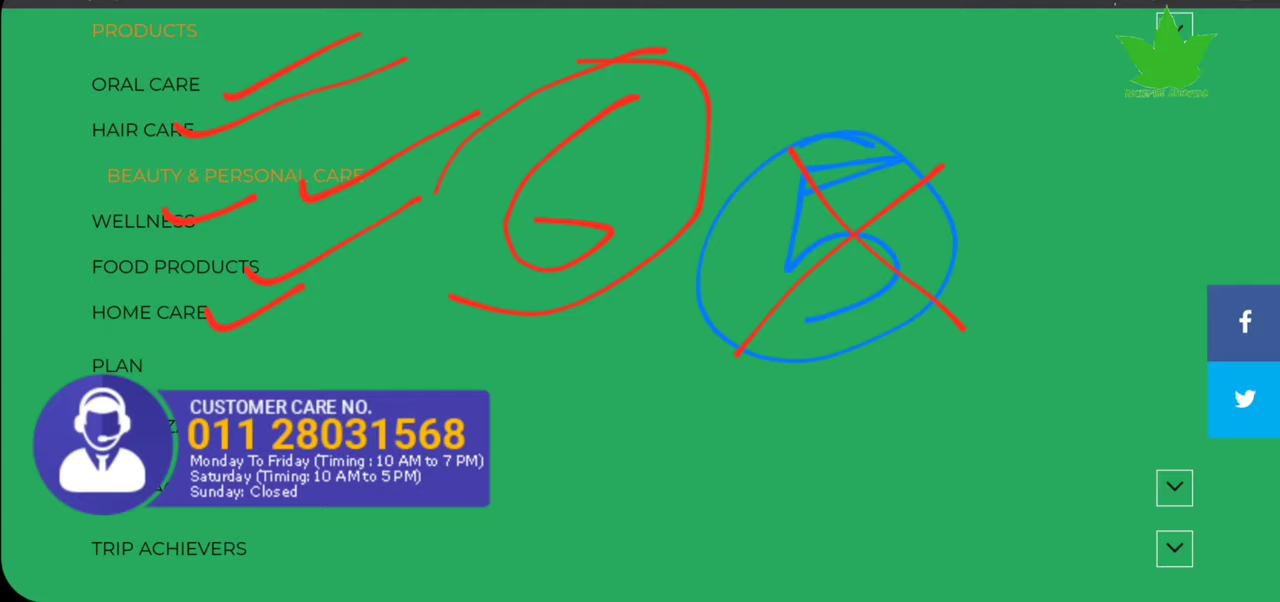 PRODUCTS
ORAL CARE
HAIR CARE
BEAUTY & PERSONAL CARE
WELLNESS
FOOD PRODUCTS
HOME CARE
6
5
PLAN
CUSTOMER CARE NO.
011 28031568
Monday To Friday (Timing : 10 AM to 7 PM)
Saturday (Timing: 10 AM to 5 PM)
Sunday: Closed
TRIP ACHIEVERS